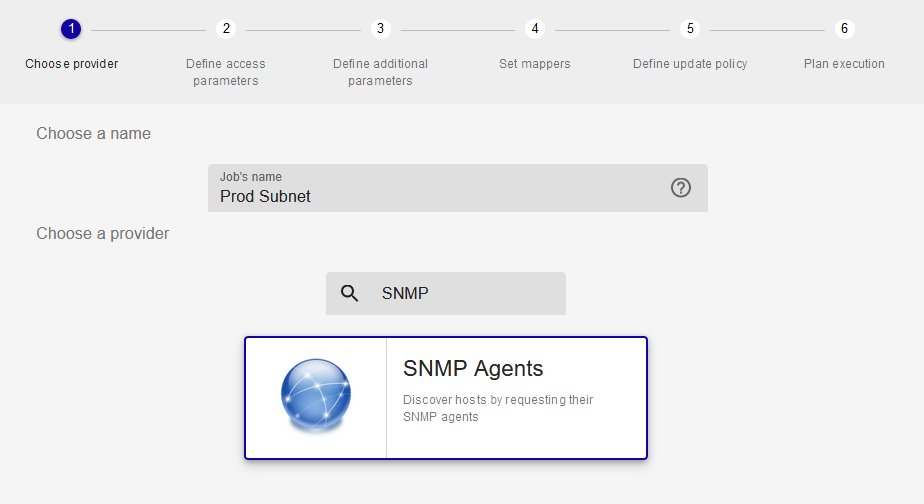 1 2 3 4 5 6
Choose provider Define access Define additional Set mappers Define update policy Plan execution
parameters parameters
Choose a name
Job's name
Prod Subnet ?
Choose a provider
SNMP
SNMP Agents
Discover hosts by requesting their
SNMP agents